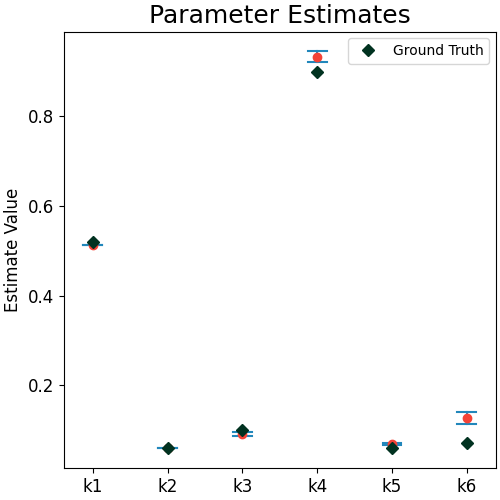 Parameter Estimates
Ground Truth
Estimate Value
0.8
0.6
0.4
0.2
k1 k2 k3 k4 k5 k6